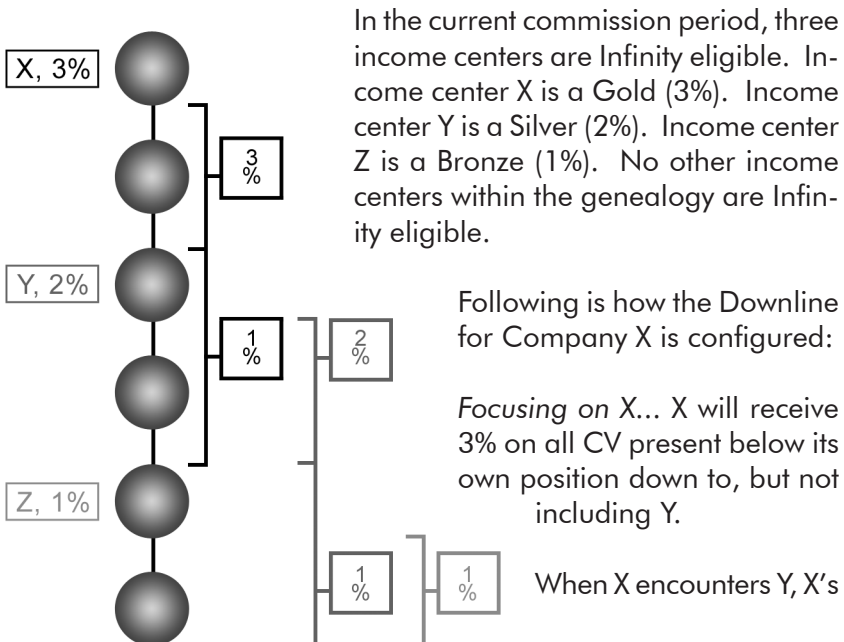 X, 3%
3
%
Y, 2%
1
%
2
%
Z, 1%
1
%
1
%
In the current commission period, three
income centers are Infinity eligible. In-
come center X is a Gold (3%). Income
center Y is a Silver (2%). Income center
Z is a Bronze (1%). No other income
centers within the genealogy are Infin-
ity eligible.
Following is how the Downline
for Company X is configured:
Focusing on X... X will receive
3% on all CV present below its
own position down to, but not
including Y.
When X encounters Y, X's